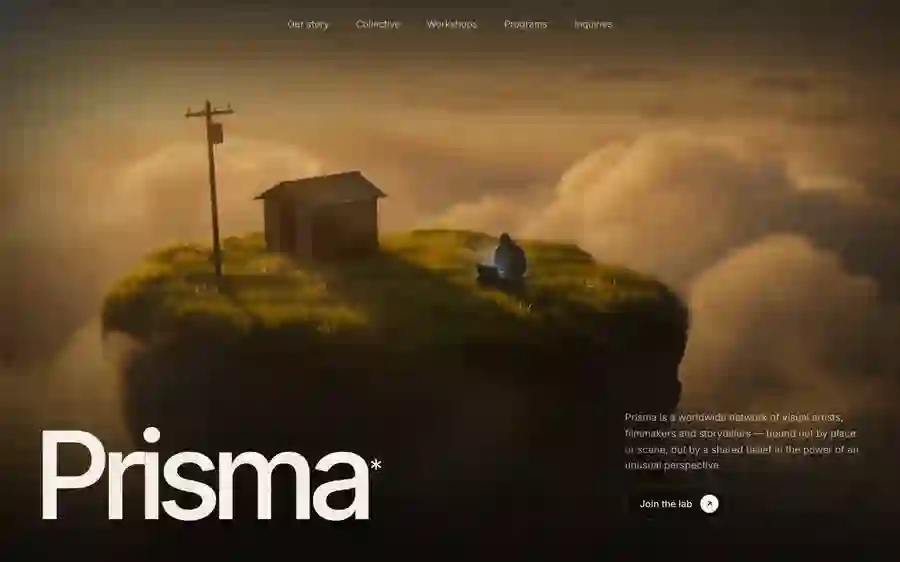 Our story Collective Workshops Programs Inquiries
Prisma*
Prisma is a worldwide network of visual artists,
filmmakers and storytellers — bound not by place
or scene, but by a shared belief in the power of an
unusual perspective
Join the lab